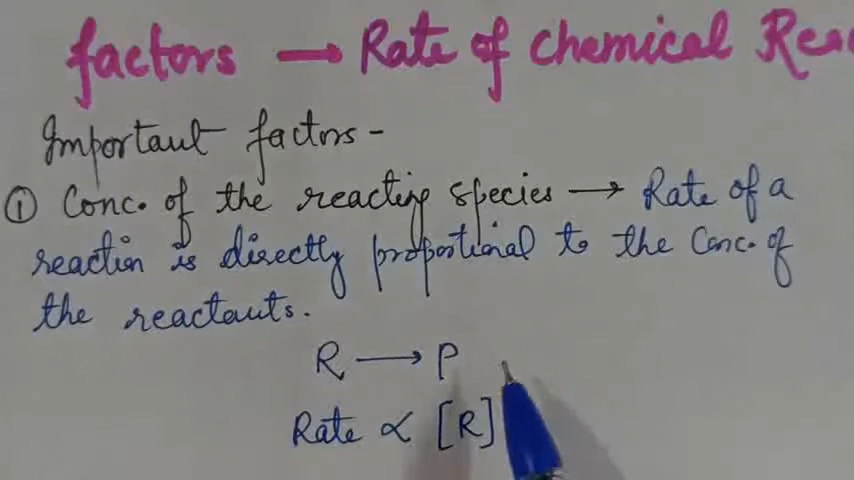 factors → Rate of chemical Rea
Important factors -
① Conc. of the reacting species → Rate of a
reaction is directly proportional to the Conc. of
the reactants.
R → P
Rate ∝ [R]